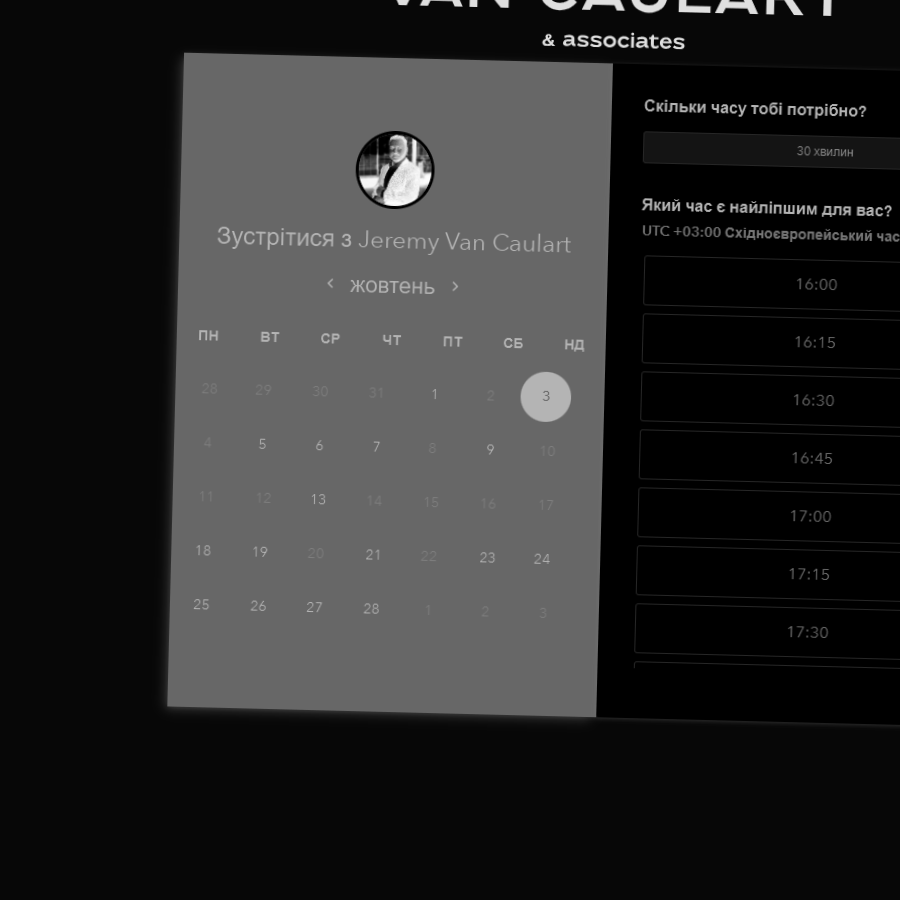 VAN CAULART
& associates
Зустрітися з Jeremy Van Caulart
жовтень
ПН ВТ СР ЧТ ПТ СБ НД
28 29 30 31 1 2 3
4 5 6 7 8 9 10
11 12 13 14 15 16 17
18 19 20 21 22 23 24
25 26 27 28 1 2 3
Скільки часу тобі потрібно?
30 хвилин
Який час є найліпшим для вас?
UTC +03:00 Східноєвропейський час
16:00
16:15
16:30
16:45
17:00
17:15
17:30